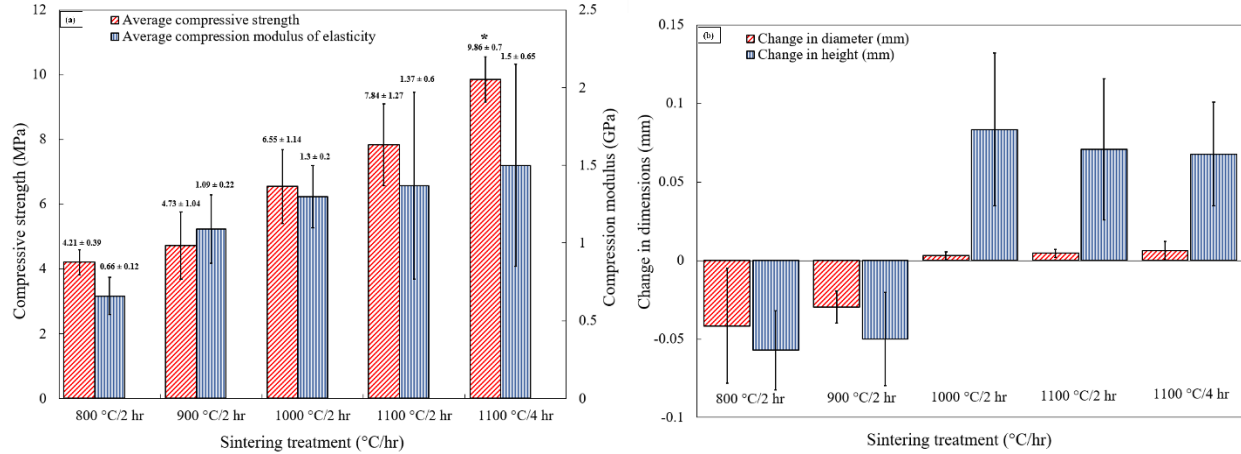 (a)
Average compressive strength
Average compression modulus of elasticity
Compressive strength (MPa)
12
10
8
6
4
2
0
4.21 ± 0.39
0.66 ± 0.12
4.73 ± 1.04
1.09 ± 0.22
6.55 ± 1.14
1.3 ± 0.2
7.84 ± 1.27
1.37 ± 0.6
*
9.86 ± 0.7
1.5 ± 0.65
2.5
2
1.5
1
0.5
0
Compression modulus (GPa)
800 °C/2 hr 900 °C/2 hr 1000 °C/2 hr 1100 °C/2 hr 1100 °C/4 hr
Sintering treatment (°C/hr)
(b)
Change in diameter (mm)
Change in height (mm)
Change in dimensions (mm)
0.15
0.1
0.05
0
-0.05
-0.1
800 °C/2 hr 900 °C/2 hr 1000 °C/2 hr 1100 °C/2 hr 1100 °C/4 hr
Sintering treatment (°C/hr)